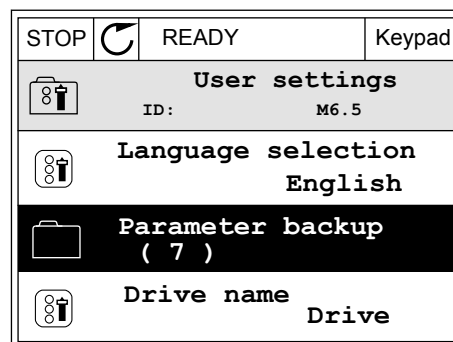 STOP READY Keypad
User settings
ID: M6.5
Language selection
English
Parameter backup
( 7 )
Drive name
Drive